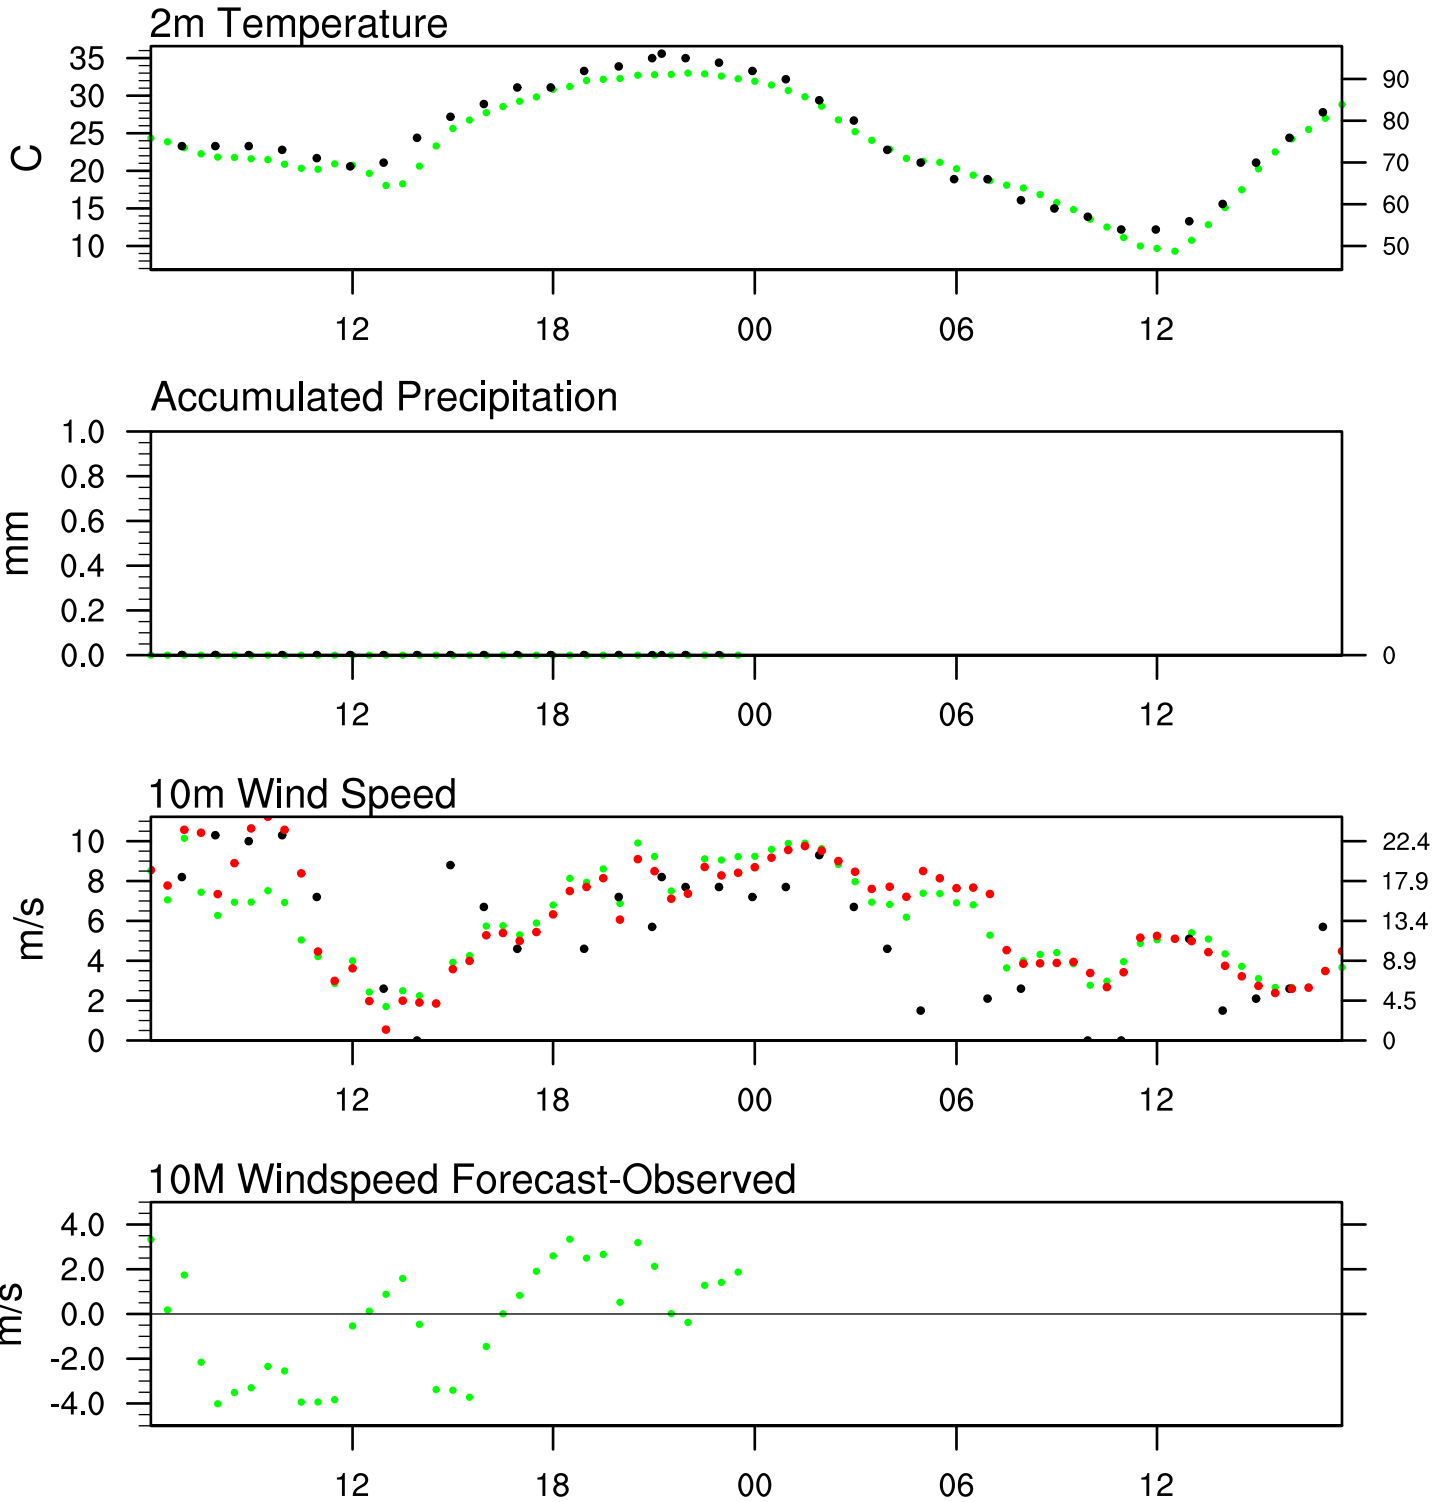 2m Temperature
35
30
25
20
15
10
C
90
80
70
60
50
12 18 00 06 12
Accumulated Precipitation
1.0
0.8
0.6
0.4
0.2
0.0
mm
0
12 18 00 06 12
10m Wind Speed
10
8
6
4
2
0
m/s
22.4
17.9
13.4
8.9
4.5
0
12 18 00 06 12
10M Windspeed Forecast-Observed
4.0
2.0
0.0
-2.0
-4.0
m/s
12 18 00 06 12